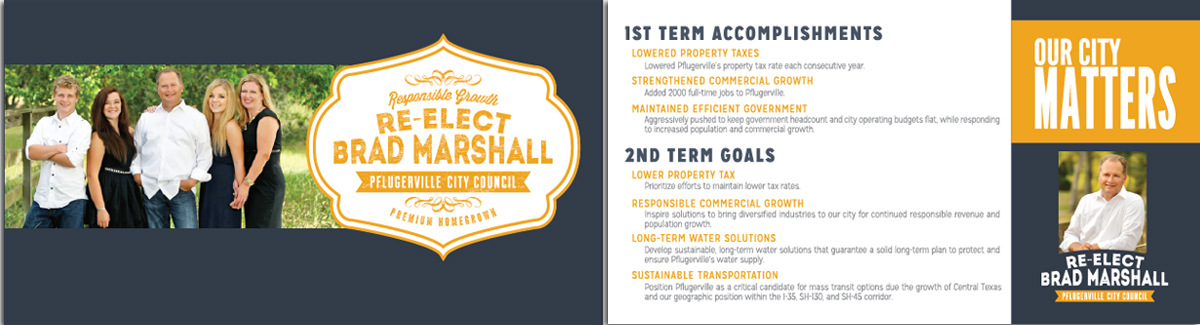 Responsible Growth
RE-ELECT
BRAD MARSHALL
PFLUGERVILLE CITY COUNCIL
PREMIUM HOMEGROWN
1ST TERM ACCOMPLISHMENTS
LOWERED PROPERTY TAXES
Lowered Pflugerville's property tax rate each consecutive year.
STRENGTHENED COMMERCIAL GROWTH
Added 2000 full-time jobs to Pflugerville.
MAINTAINED EFFICIENT GOVERNMENT
Aggressively pushed to keep government headcount and city operating budgets flat, while responding
to increased population and commercial growth.
2ND TERM GOALS
LOWER PROPERTY TAX
Prioritize efforts to maintain lower tax rates.
RESPONSIBLE COMMERCIAL GROWTH
Inspire solutions to bring diversified industries to our city for continued responsible revenue and
population growth.
LONG-TERM WATER SOLUTIONS
Develop sustainable, long-term water solutions that guarantee a solid long-term plan to protect and
ensure Pflugerville's water supply.
SUSTAINABLE TRANSPORTATION
Position Pflugerville as a critical candidate for mass transit options due the growth of Central Texas
and our geographic position within the I-35, SH-130, and SH-45 corridor.
OUR CITY
MATTERS
RE-ELECT
BRAD MARSHALL
PFLUGERVILLE CITY COUNCIL